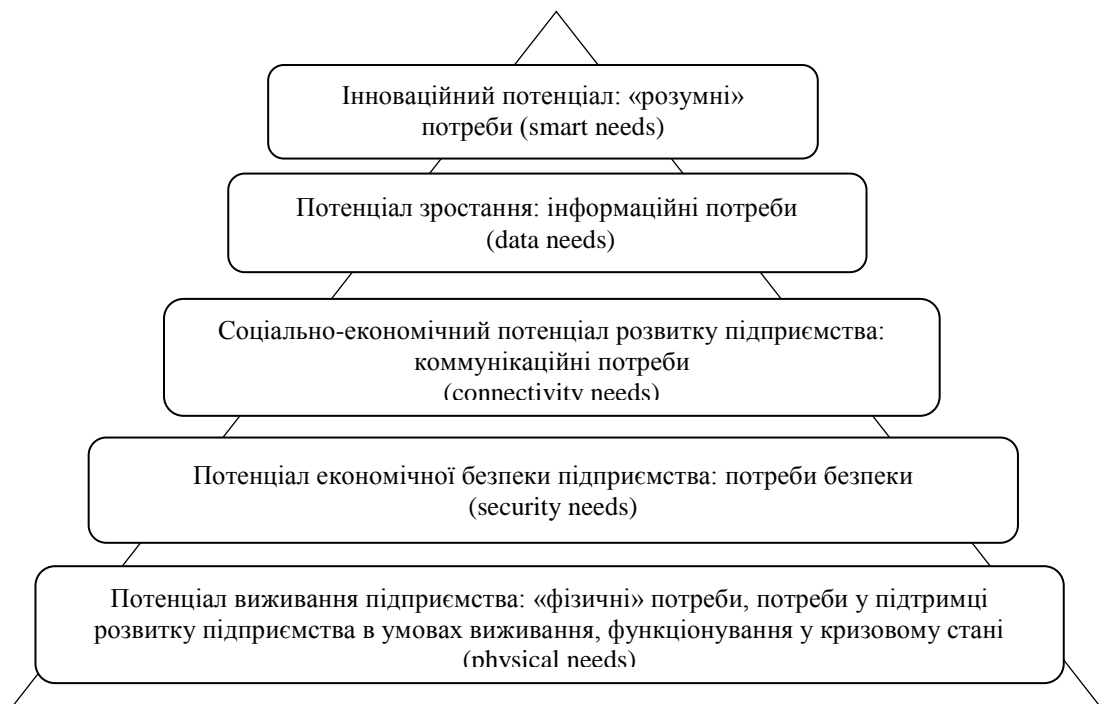 Інноваційний потенціал: «розумні»
потреби (smart needs)
Потенціал зростання: інформаційні потреби
(data needs)
Соціально-економічний потенціал розвитку підприємства:
коммунікаційні потреби
(connectivity needs)
Потенціал економічної безпеки підприємства: потреби безпеки
(security needs)
Потенціал виживання підприємства: «фізичні» потреби, потреби у підтримці
розвитку підприємства в умовах виживання, функціонування у кризовому стані
(physical needs)